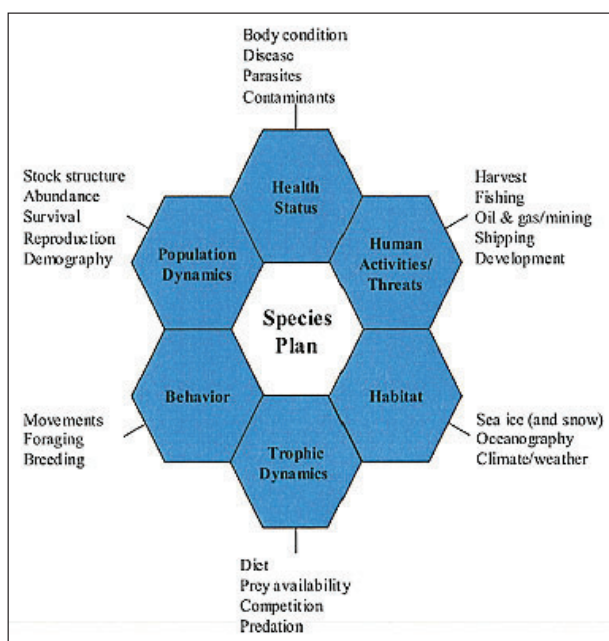 Body condition
Disease
Parasites
Contaminants
Health
Status
Stock structure
Abundance
Survival
Reproduction
Demography
Population
Dynamics
Harvest
Fishing
Oil & gas/mining
Shipping
Development
Human
Activities/
Threats
Species
Plan
Behavior
Movements
Foraging
Breeding
Habitat
Sea ice (and snow)
Oceanography
Climate/weather
Trophic
Dynamics
Diet
Prey availability
Competition
Predation